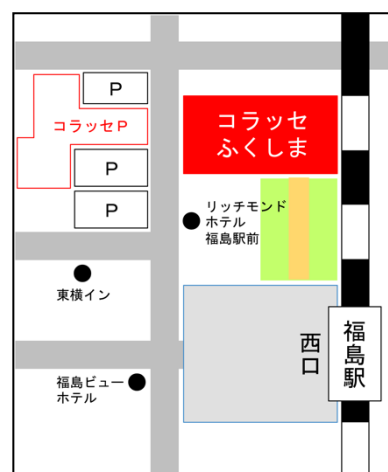 P
コラッセP
P
P
コラッセ
ふくしま
リッチモンド
ホテル
福島駅前
東横イン
福島ビュー
ホテル
西口
福島駅